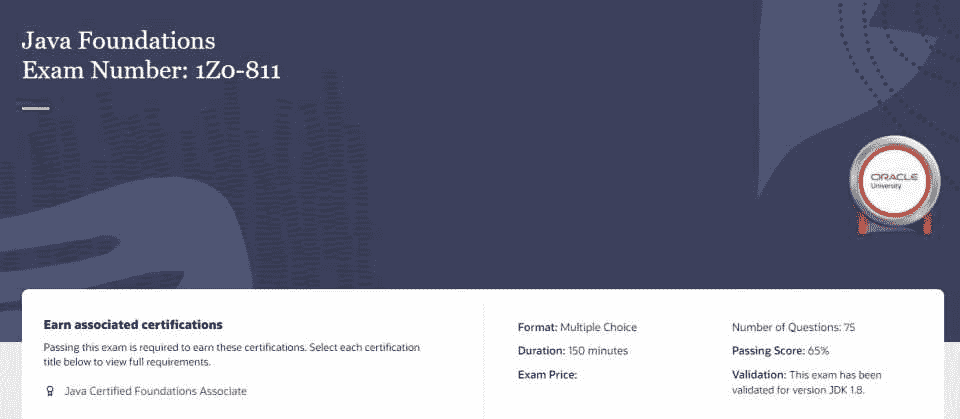 Java Foundations
Exam Number: 1Z0-811
ORACLE
University
Earn associated certifications
Passing this exam is required to earn these certifications. Select each certification
title below to view full requirements.
Java Certified Foundations Associate
Format: Multiple Choice
Duration: 150 minutes
Exam Price:
Number of Questions: 75
Passing Score: 65%
Validation: This exam has been
validated for version JDK 1.8.